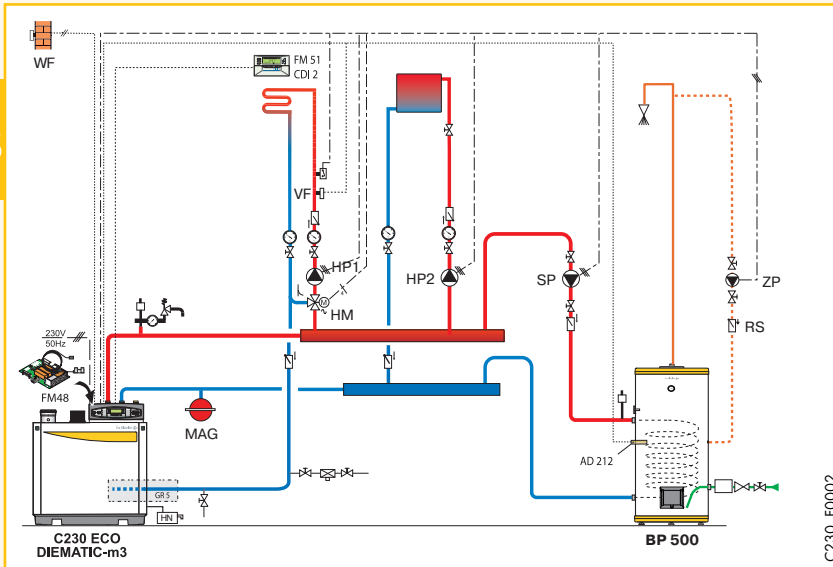 WF
FM 51
CDI 2
VF
HP1
HP2
SP
ZP
HM
M
RS
230V
50Hz
FM48
MAG
AD 212
GR 5
HN
C230 ECO
DIEMATIC-m3
BP 500
C230_F0002